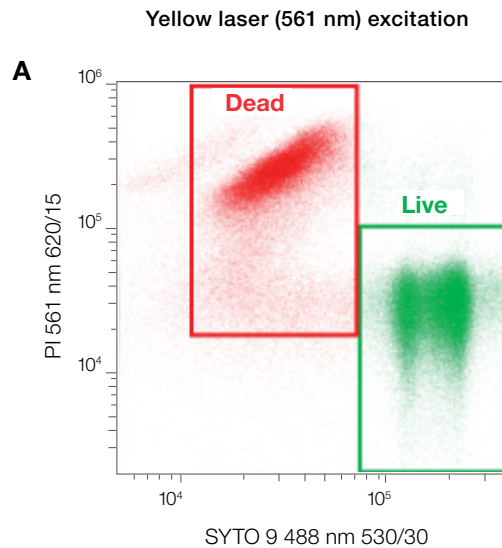 Yellow laser (561 nm) excitation
A
10⁶
Dead
10⁵
Live
10⁴
PI 561 nm 620/15
10⁴ 10⁵
SYTO 9 488 nm 530/30